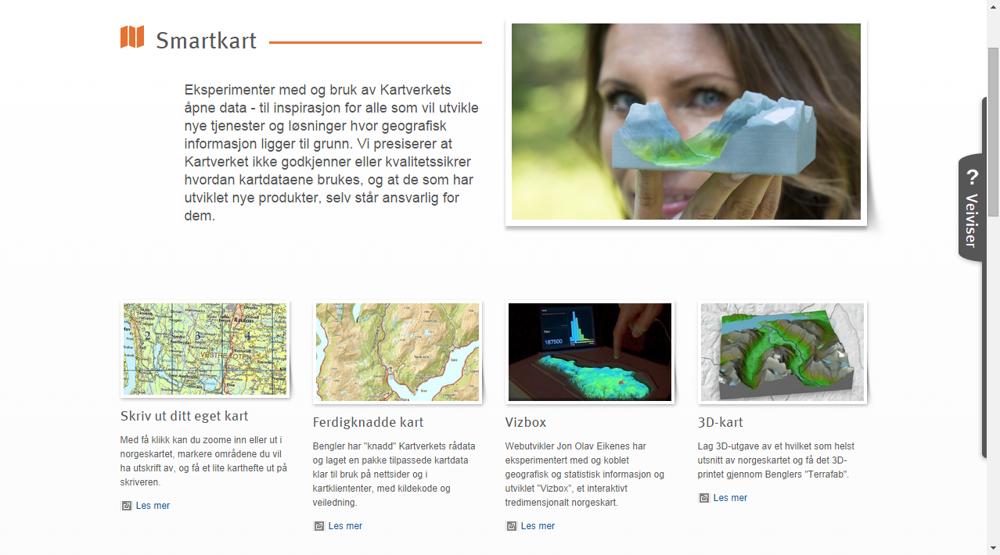 Smartkart
Eksperimenter med og bruk av Kartverkets
åpne data - til inspirasjon for alle som vil utvikle
nye tjenester og løsninger hvor geografisk
informasjon ligger til grunn. Vi presiserer at
Kartverket ikke godkjenner eller kvalitetssikrer
hvordan kartdataene brukes, og at de som har
utviklet nye produkter, selv står ansvarlig for
dem.
? Veiviser
Raufoss
2 3 4
VESTRE TOTEN
187500
Skriv ut ditt eget kart
Med få klikk kan du zoome inn eller ut i
norgeskartet, markere områdene du vil
ha utskrift av, og få et lite karthefte ut på
skriveren.
Les mer
Ferdigknadde kart
Bengler har "knadd" Kartverkets rådata
og laget en pakke tilpassede kartdata
klar til bruk på nettsider og i
kartkliententer, med kildekode og
veiledning.
Les mer
Vizbox
Webutvikler Jon Olav Eikenes har
eksperimentert med og koblet
geografisk og statistisk informasjon og
utviklet "Vizbox", et interaktivt
tredimensjonalt norgeskart.
Les mer
3D-kart
Lag 3D-utgave av et hvilket som helst
utsnitt av norgeskartet og få det 3D-
printet gjennom Benglers "Terrafab".
Les mer